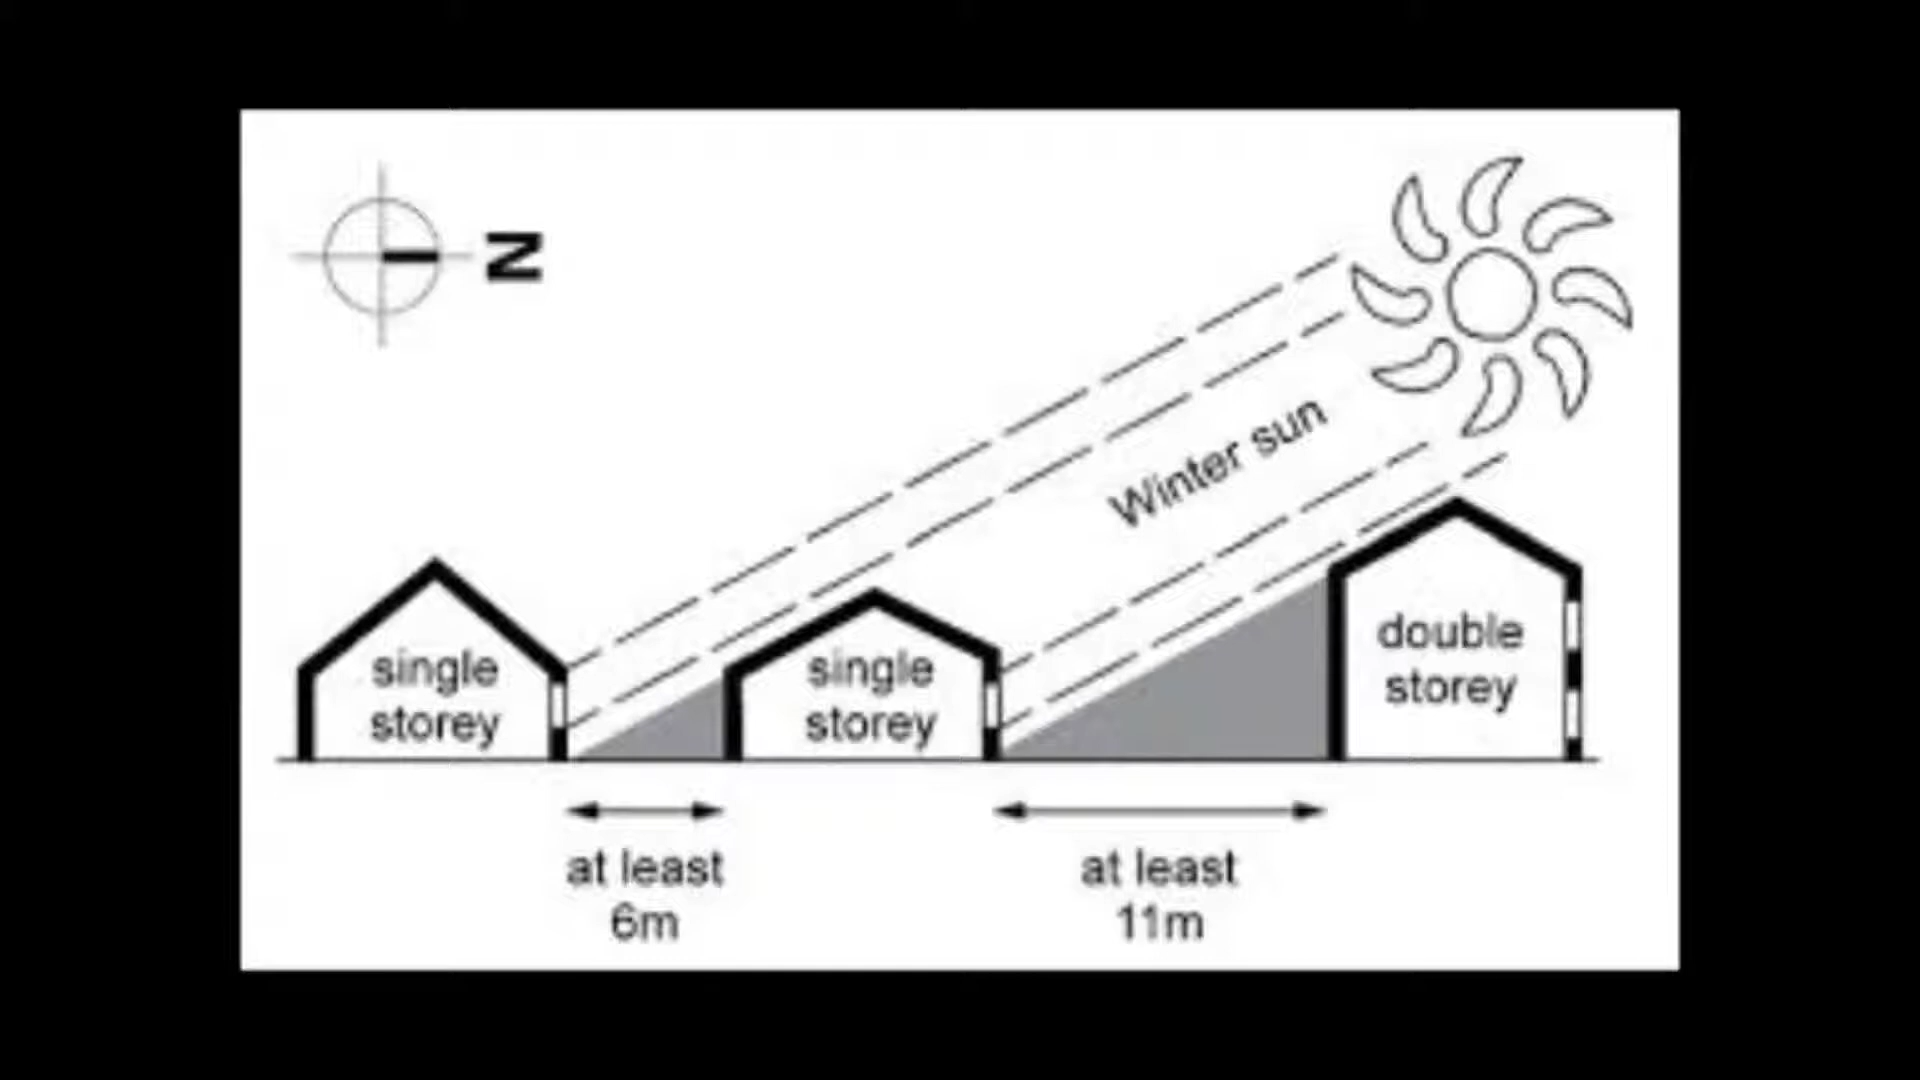 N
Winter sun
single
storey
single
storey
double
storey
at least
6m
at least
11m